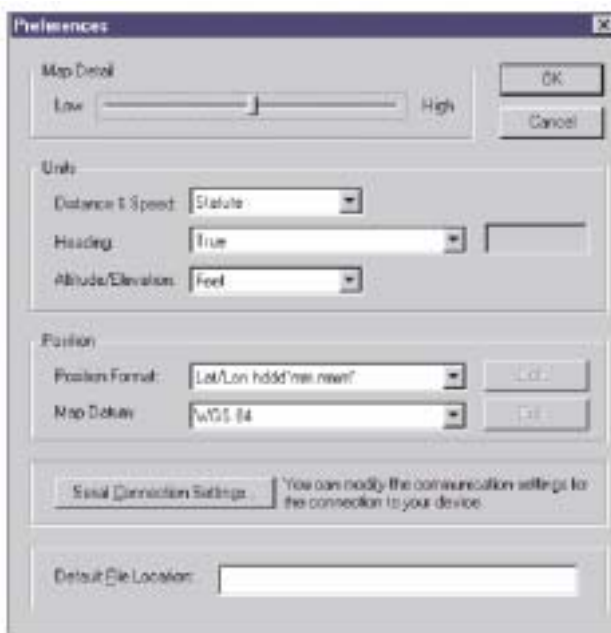 Preferences
Map Detail
Low High
OK
Cancel
Units
Distance & Speed: Statute
Heading: True
Altitude/Elevation: Feet
Position
Position Format: Lat/Lon hddd°mm.mmm'
Edit...
Map Datum: WGS 84
Edit...
Serial Connection Settings...
You can modify the communication settings for
the connection to your device.
Default File Location: